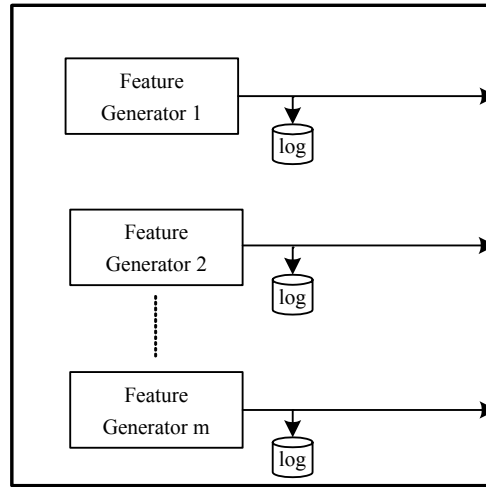 Feature
Generator 1
log
Feature
Generator 2
log
Feature
Generator m
log